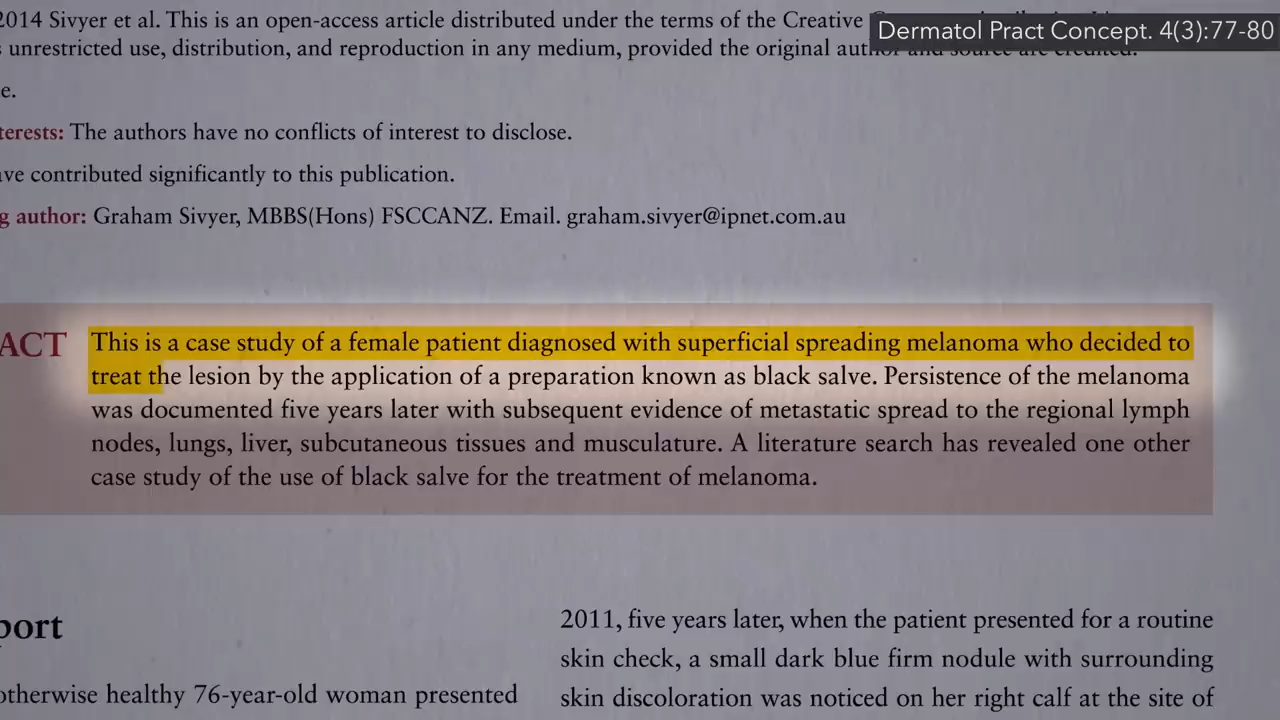 2014 Sivyer et al. This is an open-access article distributed under the terms of the Creative
Dermatol Pract Concept. 4(3):77-80
s unrestricted use, distribution, and reproduction in any medium, provided the original author and source are credited.
e.
terests: The authors have no conflicts of interest to disclose.
ave contributed significantly to this publication.
g author: Graham Sivyer, MBBS(Hons) FSCCANZ. Email. graham.sivyer@ipnet.com.au
ACT
This is a case study of a female patient diagnosed with superficial spreading melanoma who decided to
treat the lesion by the application of a preparation known as black salve. Persistence of the melanoma
was documented five years later with subsequent evidence of metastatic spread to the regional lymph
nodes, lungs, liver, subcutaneous tissues and musculature. A literature search has revealed one other
case study of the use of black salve for the treatment of melanoma.
port
otherwise healthy 76-year-old woman presented
2011, five years later, when the patient presented for a routine
skin check, a small dark blue firm nodule with surrounding
skin discoloration was noticed on her right calf at the site of